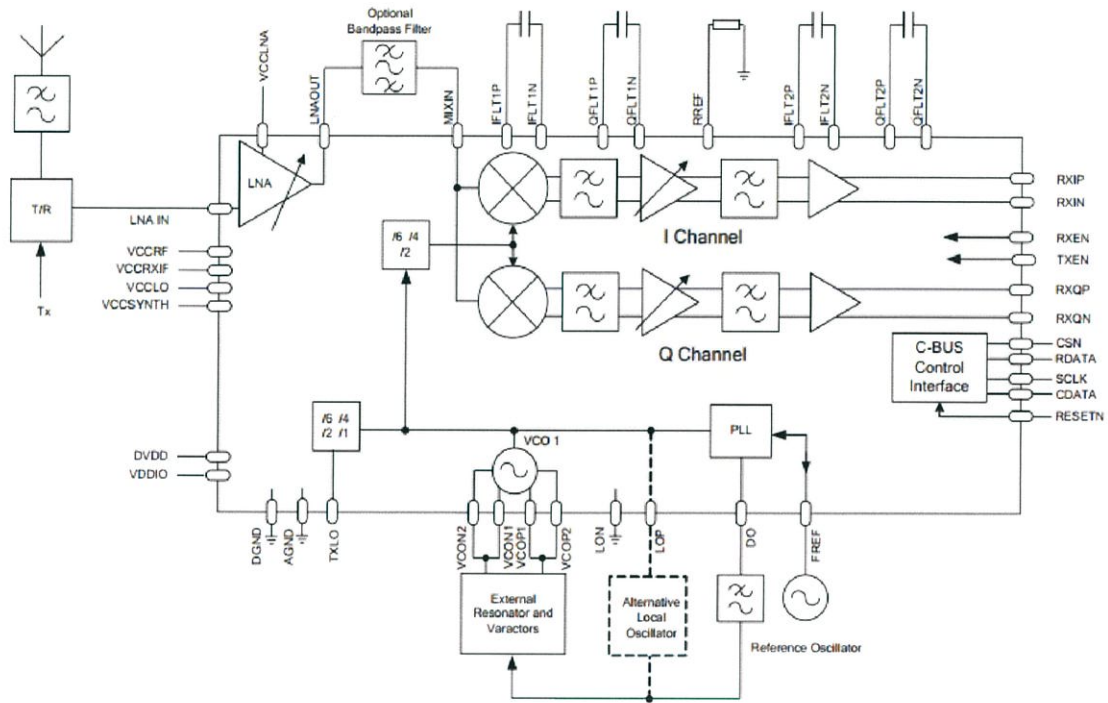 Optional
Bandpass Filter
VCCLNA
LNAOUT
MIXIN
IFLT1P
IFLT1N
QFLT1P
QFLT1N
RREF
IFLT2P
IFLT2N
QFLT2P
QFLT2N
LNA
T/R
LNA IN
Tx
VCCRF
VCCRXIF
VCCLO
VCCSYNTH
/6 /4
/2
I Channel
Q Channel
RXIP
RXIN
RXEN
TXEN
RXQP
RXQN
C-BUS
Control
Interface
CSN
RDATA
SCLK
CDATA
RESETN
/6 /4
/2 /1
VCO 1
PLL
DVDD
VDDIO
DGND
AGND
TXLO
VCON2
VCON1
VCOP1
VCOP2
LON
LOP
DO
FREF
External
Resonator and
Varactors
Alternative
Local
Oscillator
Reference Oscillator